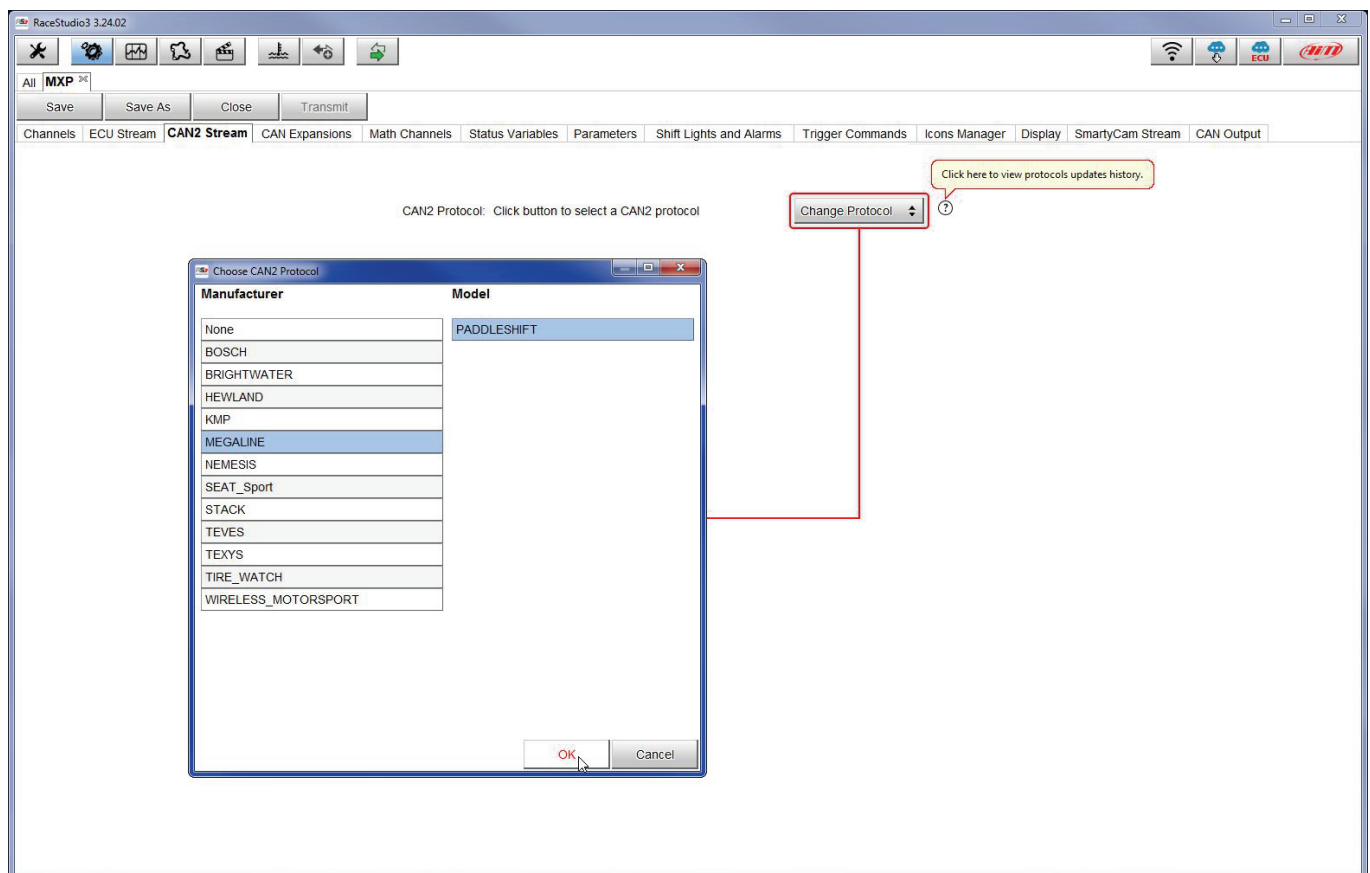 RaceStudio3 3.24.02
ECU
AiM
All MXP
Save Save As Close Transmit
Channels ECU Stream CAN2 Stream CAN Expansions Math Channels Status Variables Parameters Shift Lights and Alarms Trigger Commands Icons Manager Display SmartyCam Stream CAN Output
Click here to view protocols updates history.
CAN2 Protocol: Click button to select a CAN2 protocol Change Protocol ?
Choose CAN2 Protocol
Manufacturer Model
None PADDLESHIFT
BOSCH
BRIGHTWATER
HEWLAND
KMP
MEGALINE
NEMESIS
SEAT_Sport
STACK
TEVES
TEXYS
TIRE_WATCH
WIRELESS_MOTORSPORT
OK Cancel